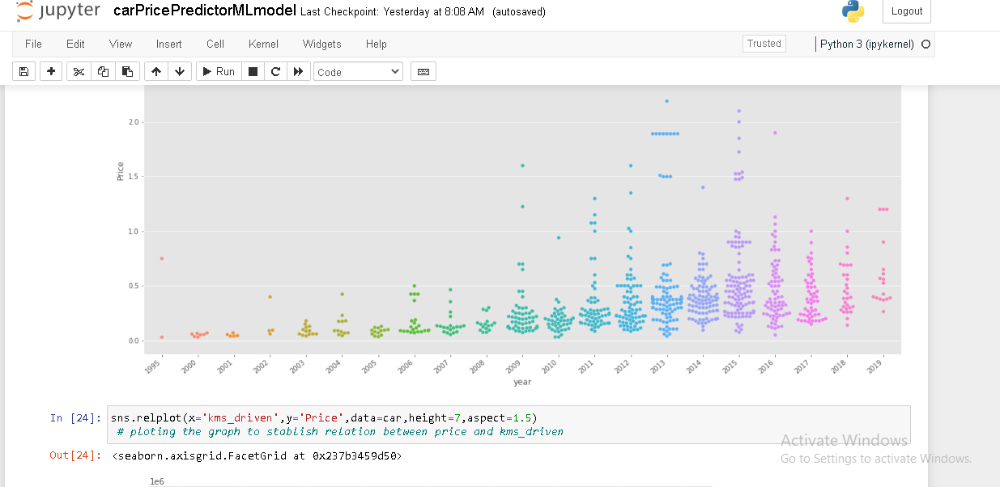 jupyter carPricePredictorMLmodel Last Checkpoint: Yesterday at 8:08 AM (autosaved)
Logout
File Edit View Insert Cell Kernel Widgets Help
Trusted Python 3 (ipykernel)
Run Code
2.0
1.5
1.0
0.5
0.0
Price
1995 2000 2001 2002 2003 2004 2005 2006 2007 2008 2009 2010 2011 2012 2013 2014 2015 2016 2017 2018 2019
year
In [24]: sns.relplot(x='kms_driven',y='Price',data=car,height=7,aspect=1.5)
# ploting the graph to stablish relation between price and kms_driven
Out[24]: <seaborn.axisgrid.FacetGrid at 0x237b3459d50>
Activate Windows
Go to Settings to activate Windows.
1e6